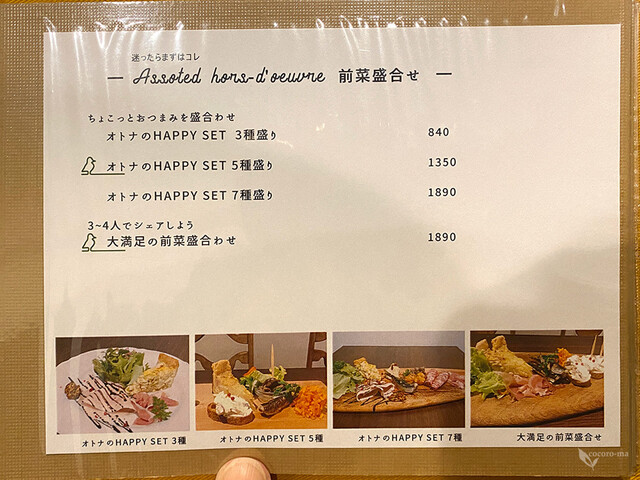 迷ったらまずはコレ
— Assoted hors-d'oeuvre 前菜盛合せ —
ちょこっとおつまみを盛合わせ
オトナのHAPPY SET 3種盛り 840
オトナのHAPPY SET 5種盛り 1350
オトナのHAPPY SET 7種盛り 1890
3~4人でシェアしよう
大満足の前菜盛合わせ 1890
オトナのHAPPY SET 3種
オトナのHAPPY SET 5種
オトナのHAPPY SET 7種
大満足の前菜盛合せ
cocoro-ma